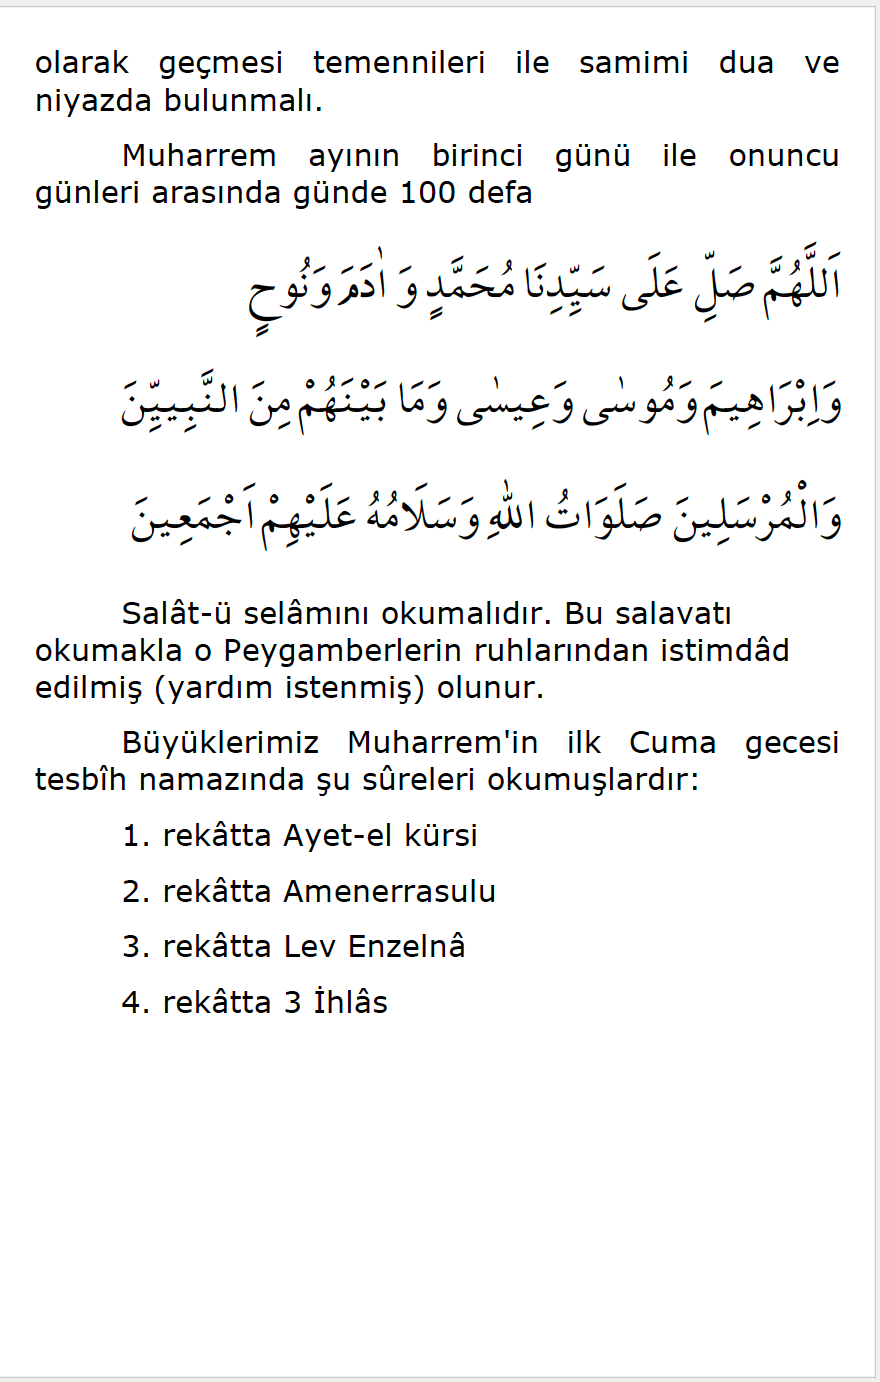 olarak geçmesi temennileri ile samimi dua ve
niyazda bulunmalı.
Muharrem ayının birinci günü ile onuncu
günleri arasında günde 100 defa
اَللَّهُمَّ صَلِّ عَلَى سَيِّدِنَا مُحَمَّدٍ وَ اٰدَمَ وَنُوحٍ
وَاِبْرَاهِيمَ وَمُوسٰى وَعِيسٰى وَمَا بَيْنَهُمْ مِنَ النَّبِيِّينَ
وَالْمُرْسَلِينَ صَلَوَاتُ اللّٰهِ وَسَلَامُهُ عَلَيْهِمْ اَجْمَعِينَ
Salât-ü selâmını okumalıdır. Bu salavatı
okumakla o Peygamberlerin ruhlarından istimdâd
edilmiş (yardım istenmiş) olunur.
Büyüklerimiz Muharrem'in ilk Cuma gecesi
tesbîh namazında şu sûreleri okumuşlardır:
1. rekâtta Ayet-el kürsi
2. rekâtta Amenerrasulu
3. rekâtta Lev Enzelnâ
4. rekâtta 3 İhlâs